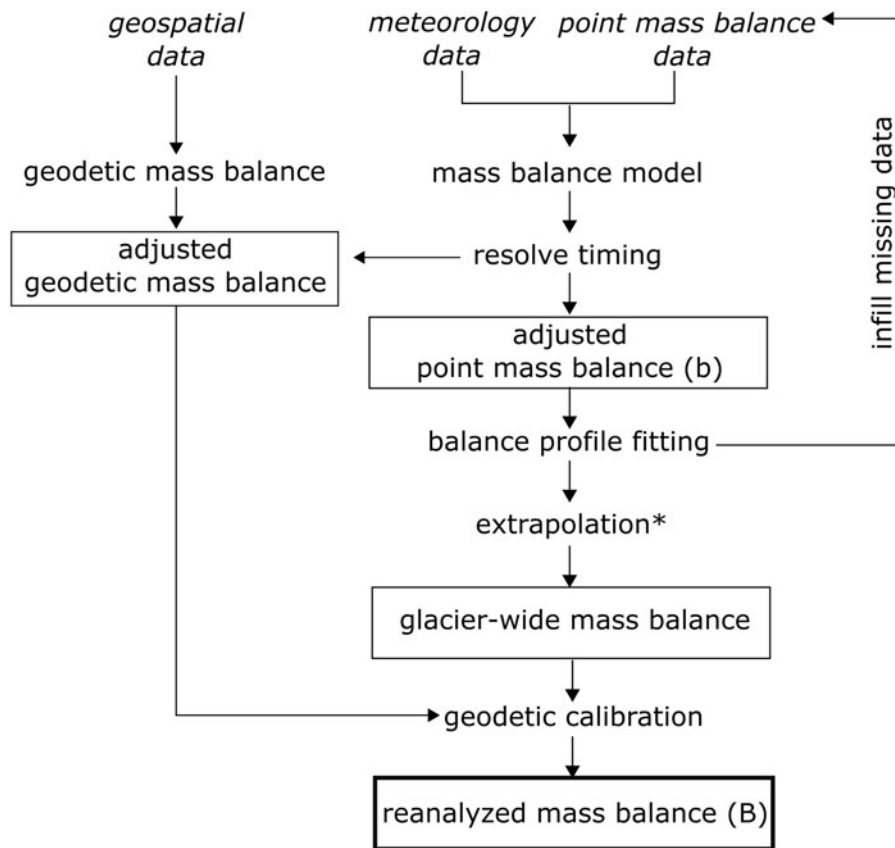 geospatial
data
meteorology
data
point mass balance
data
geodetic mass balance
mass balance model
adjusted
geodetic mass balance
resolve timing
infill missing data
adjusted
point mass balance (b)
balance profile fitting
extrapolation*
glacier-wide mass balance
geodetic calibration
reanalyzed mass balance (B)